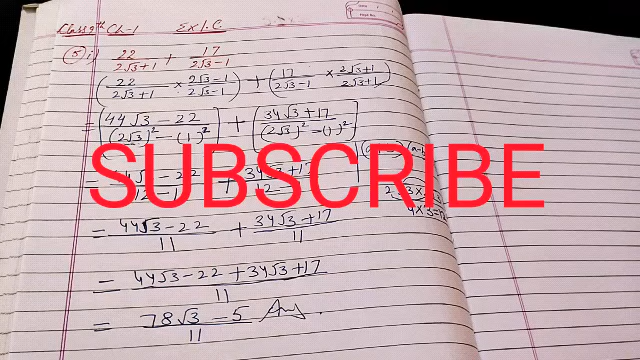 Class 9th Ch-1 Ex 1.C
5 i) 22/(2√3+1) + 17/(2√3-1)
(22/(2√3+1) × (2√3-1)/(2√3-1)) + (17/(2√3-1) × (2√3+1)/(2√3+1))
= [(44√3-22)/((2√3)²-(1)²)] + [(34√3+17)/((2√3)²-(1)²)]
SUBSCRIBE
= (44√3-22)/11 + (34√3+17)/11
= (44√3-22+34√3+17)/11
= (78√3-5)/11 Ans.